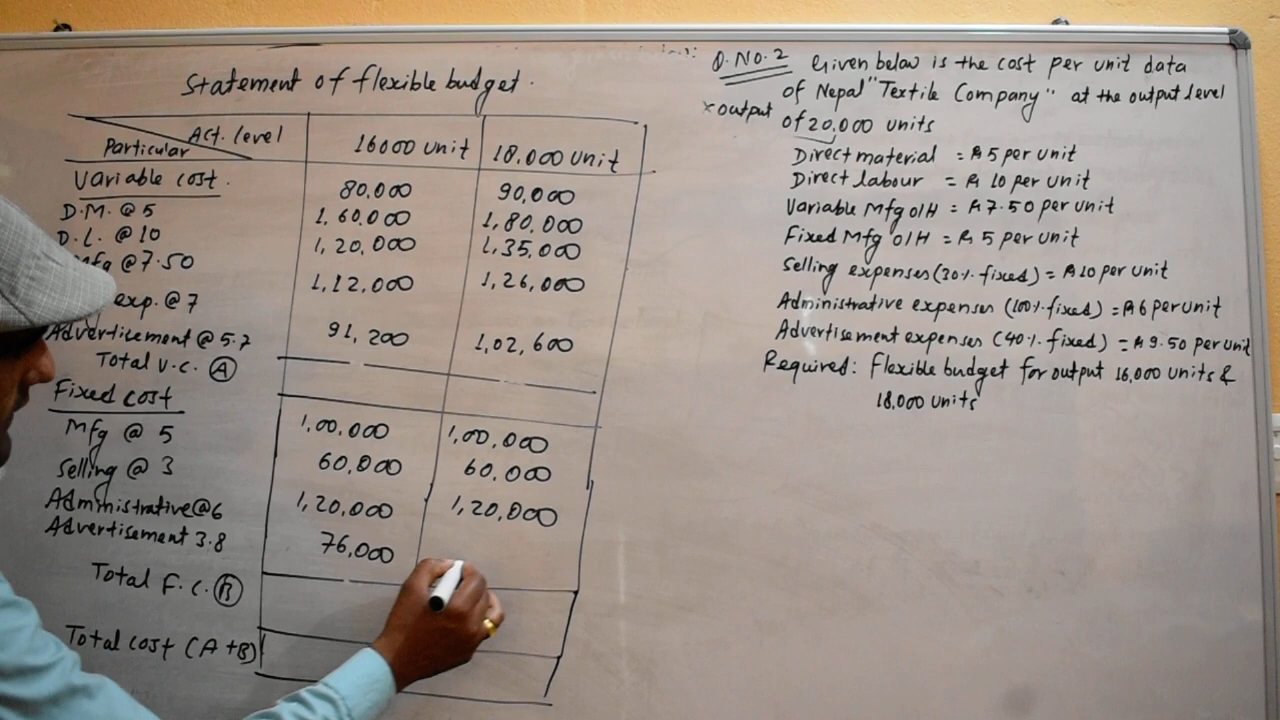 Statement of flexible budget.
Act. level
Particular
16000 unit
18.000 unit
Variable cost.
D.M. @ 5
80,000
90,000
D.L. @ 10
1,60.000
1,80.000
Mfg @ 7.50
1,20,000
1,35,000
exp. @ 7
1,12,000
1,26,000
Advertisement @ 5.7
91,200
1,02,600
Total V.C. A
Fixed cost
Mfg @ 5
1,00.000
1,00,000
Selling @ 3
60,000
60,000
Administrative @ 6
1,20,000
1,20,000
Advertisement 3.8
76,000
Total F.C. B
Total cost (A+B)
Q.NO.2 Given below is the cost per unit data
of Nepal "Textile Company" at the output level
× output
of 20,000 units
Direct material = Rs 5 per unit
Direct labour = Rs 10 per unit
Variable Mfg O/H = Rs 7.50 per unit
Fixed Mfg O/H = Rs 5 per unit
Selling expenses (30% fixed) = Rs 10 per unit
Administrative expenses (100% fixed) = Rs 6 per unit
Advertisement expenses (40% fixed) = Rs 9.50 per unit
Required: Flexible budget for output 16,000 units &
18.000 units